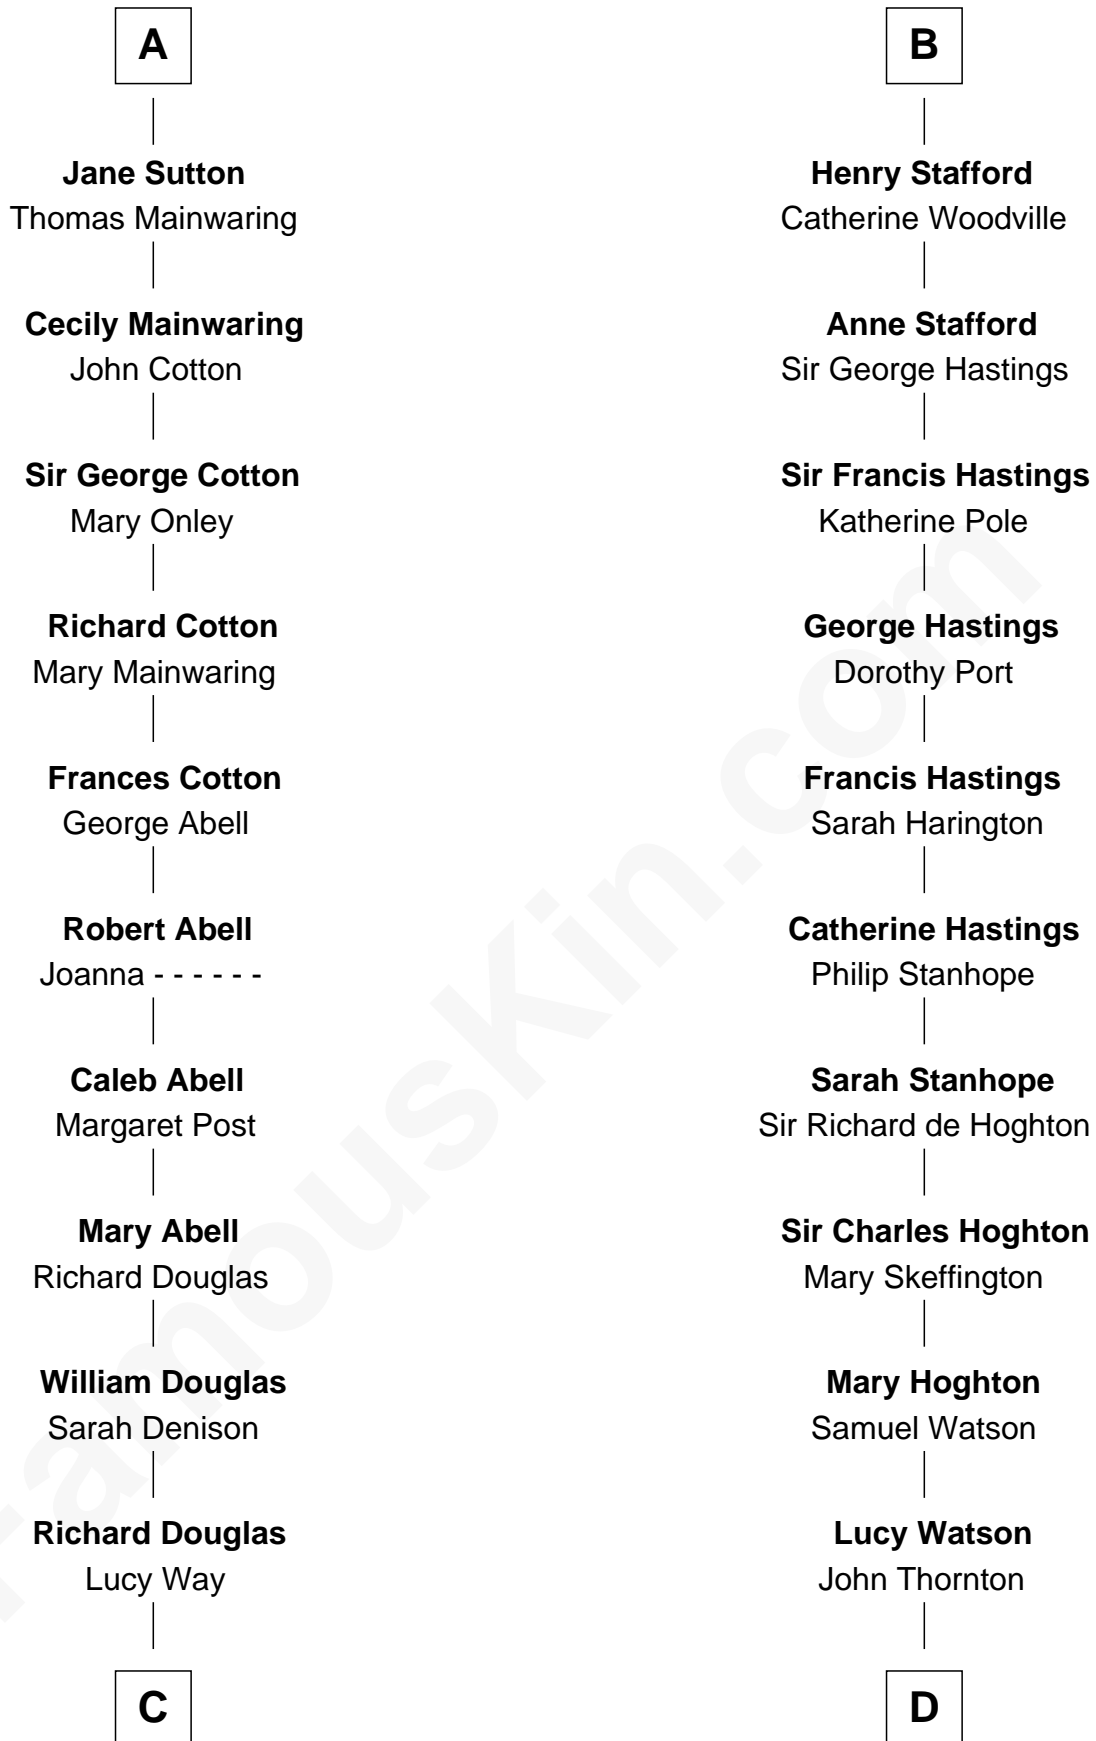 A
Jane Sutton
Thomas Mainwaring
Cecily Mainwaring
John Cotton
Sir George Cotton
Mary Onley
Richard Cotton
Mary Mainwaring
Frances Cotton
George Abell
Robert Abell
Joanna - - - - - -
Caleb Abell
Margaret Post
Mary Abell
Richard Douglas
William Douglas
Sarah Denison
Richard Douglas
Lucy Way
C
B
Henry Stafford
Catherine Woodville
Anne Stafford
Sir George Hastings
Sir Francis Hastings
Katherine Pole
George Hastings
Dorothy Port
Francis Hastings
Sarah Harington
Catherine Hastings
Philip Stanhope
Sarah Stanhope
Sir Richard de Hoghton
Sir Charles Hoghton
Mary Skeffington
Mary Hoghton
Samuel Watson
Lucy Watson
John Thornton
D
FamousKin.com